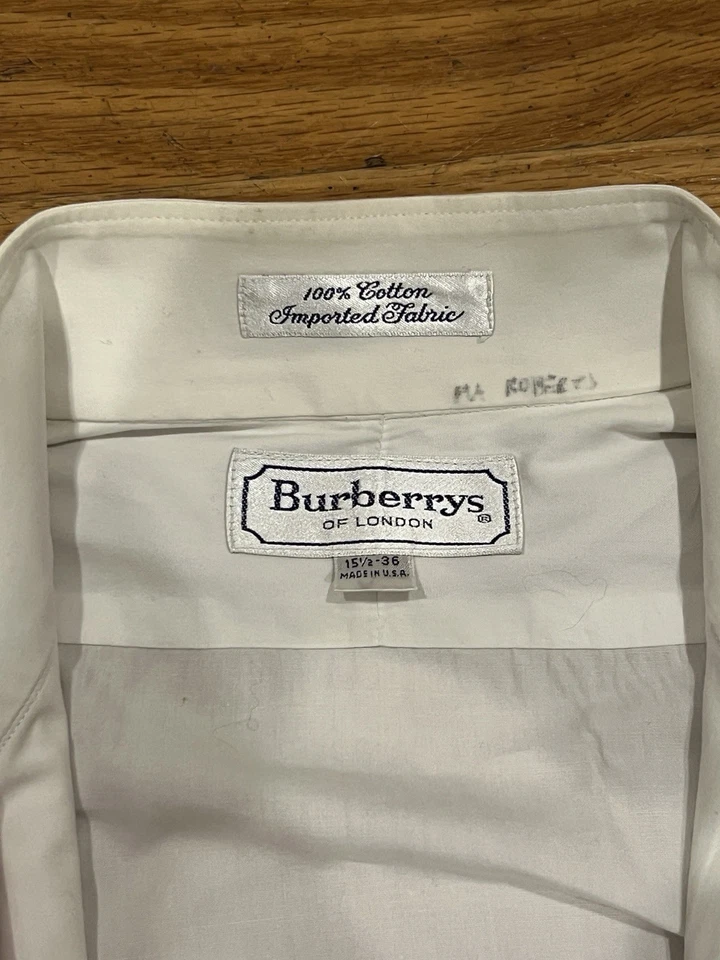 100% Cotton
Imported Fabric
MA ROBERTS
Burberrys®
OF LONDON
15½-36
MADE IN U.S.A.